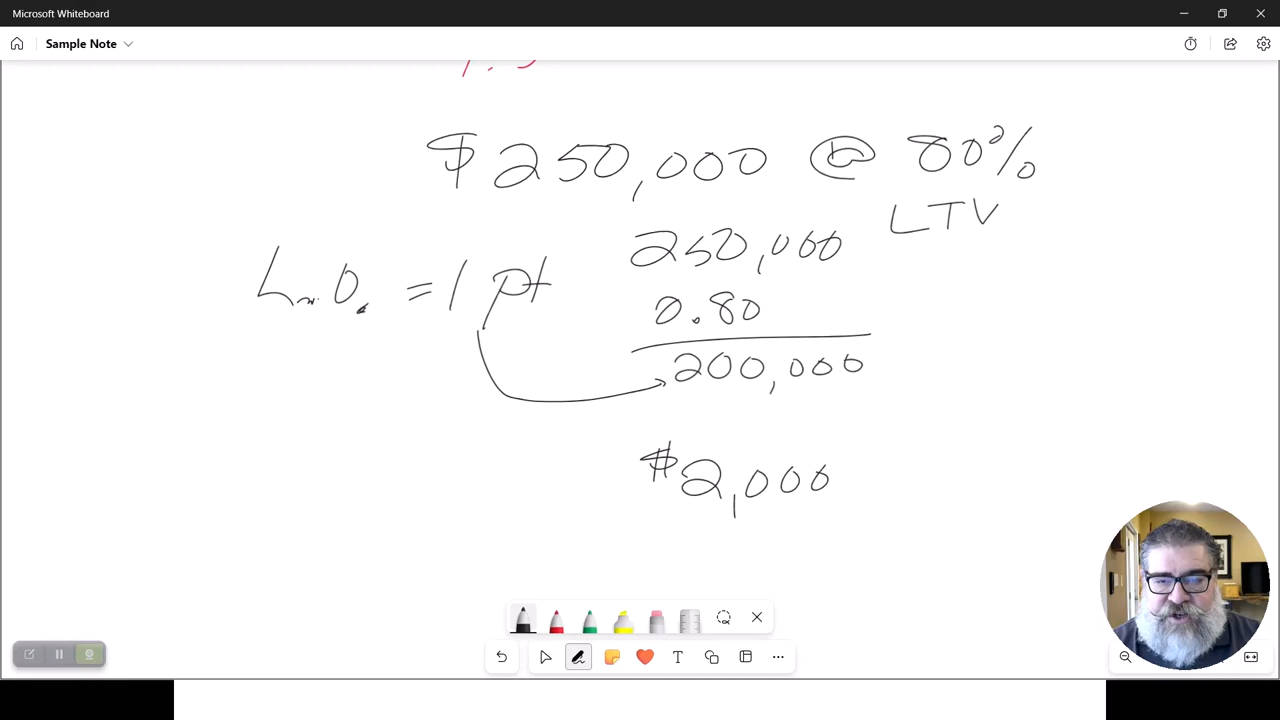 Microsoft Whiteboard
Sample Note
$250,000 @ 80%
LTV
250,000
L.O. = 1 pt
0.80
200,000
$2,000
T